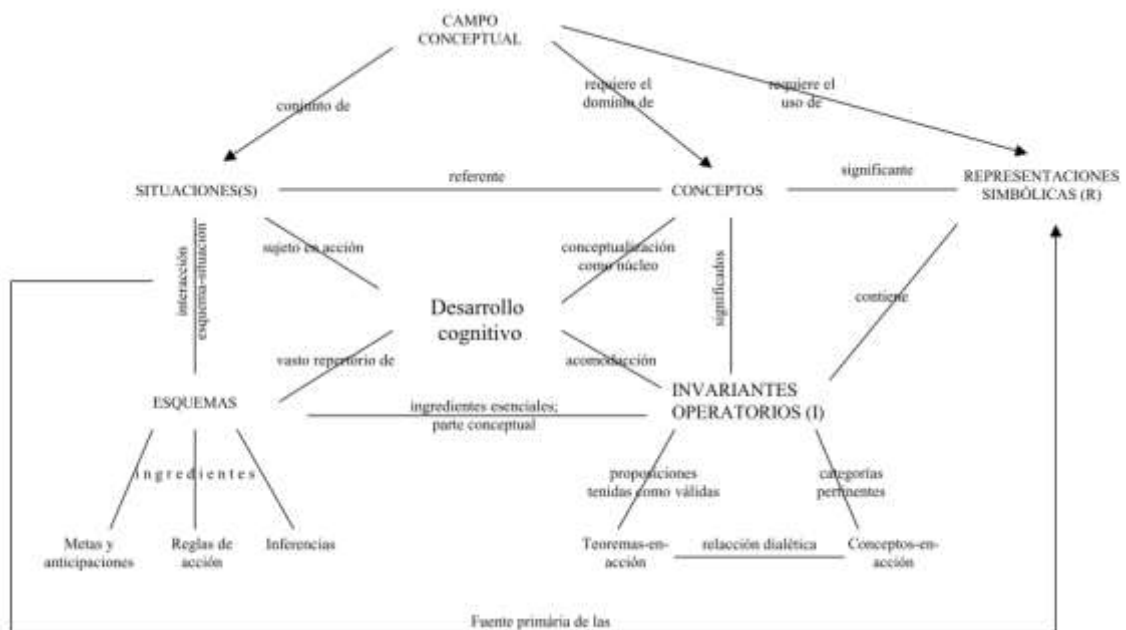 CAMPO
CONCEPTUAL
conjunto de
requiere el
dominio de
requiere el
uso de
SITUACIONES(S)
referente
CONCEPTOS
significante
REPRESENTACIONES
SIMBÓLICAS (R)
interacción
esquema-situación
sujeto en acción
conceptualización
como núcleo
significados
contiene
Desarrollo
cognitivo
vasto repertorio de
acomodacción
ESQUEMAS
ingredientes esenciales;
parte conceptual
INVARIANTES
OPERATORIOS (I)
i n g r e d i e n t e s
proposiciones
tenidas como válidas
categorías
pertinentes
Metas y
anticipaciones
Reglas de
acción
Inferencias
Teoremas-en-
acción
relacción dialética
Conceptos-en-
acción
Fuente primária de las